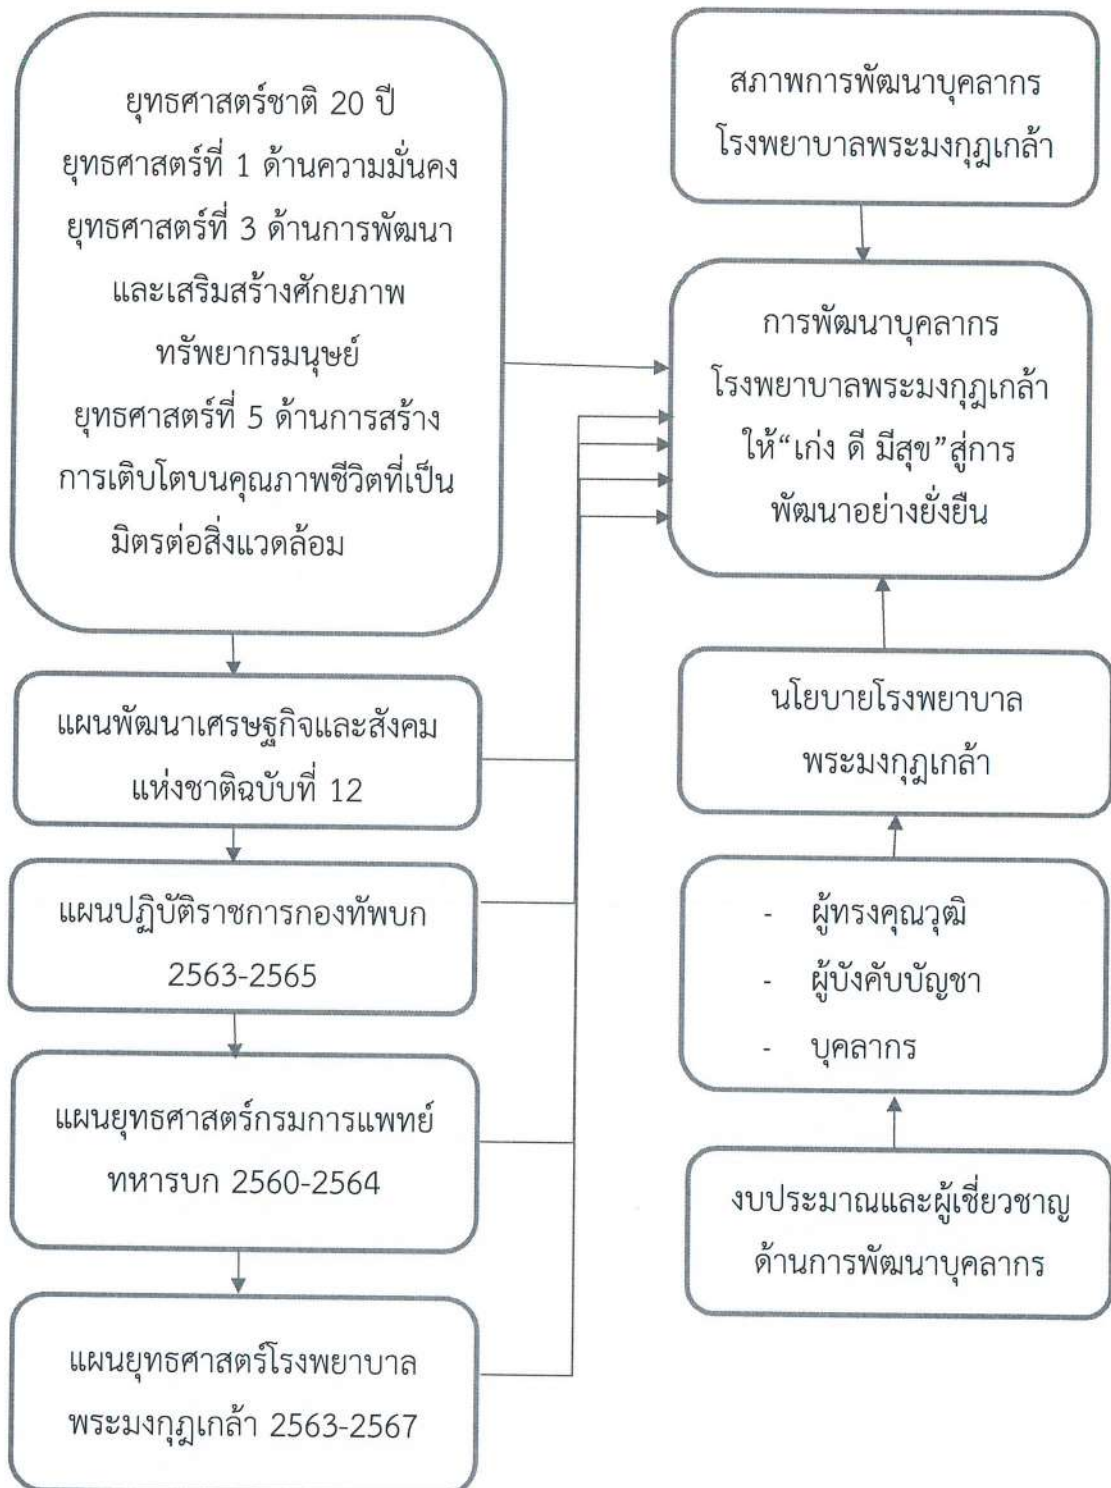 ยุทธศาสตร์ชาติ 20 ปี
ยุทธศาสตร์ที่ 1 ด้านความมั่นคง
ยุทธศาสตร์ที่ 3 ด้านการพัฒนา
และเสริมสร้างศักยภาพ
ทรัพยากรมนุษย์
ยุทธศาสตร์ที่ 5 ด้านการสร้าง
การเติบโตบนคุณภาพชีวิตที่เป็น
มิตรต่อสิ่งแวดล้อม
แผนพัฒนาเศรษฐกิจและสังคม
แห่งชาติฉบับที่ 12
แผนปฏิบัติราชการกองทัพบก
2563-2565
แผนยุทธศาสตร์กรมการแพทย์
ทหารบก 2560-2564
แผนยุทธศาสตร์โรงพยาบาล
พระมงกุฎเกล้า 2563-2567
สภาพการพัฒนาบุคลากร
โรงพยาบาลพระมงกุฎเกล้า
การพัฒนาบุคลากร
โรงพยาบาลพระมงกุฎเกล้า
ให้“เก่ง ดี มีสุข”สู่การ
พัฒนาอย่างยั่งยืน
นโยบายโรงพยาบาล
พระมงกุฎเกล้า
- ผู้ทรงคุณวุฒิ
- ผู้บังคับบัญชา
- บุคลากร
งบประมาณและผู้เชี่ยวชาญ
ด้านการพัฒนาบุคลากร